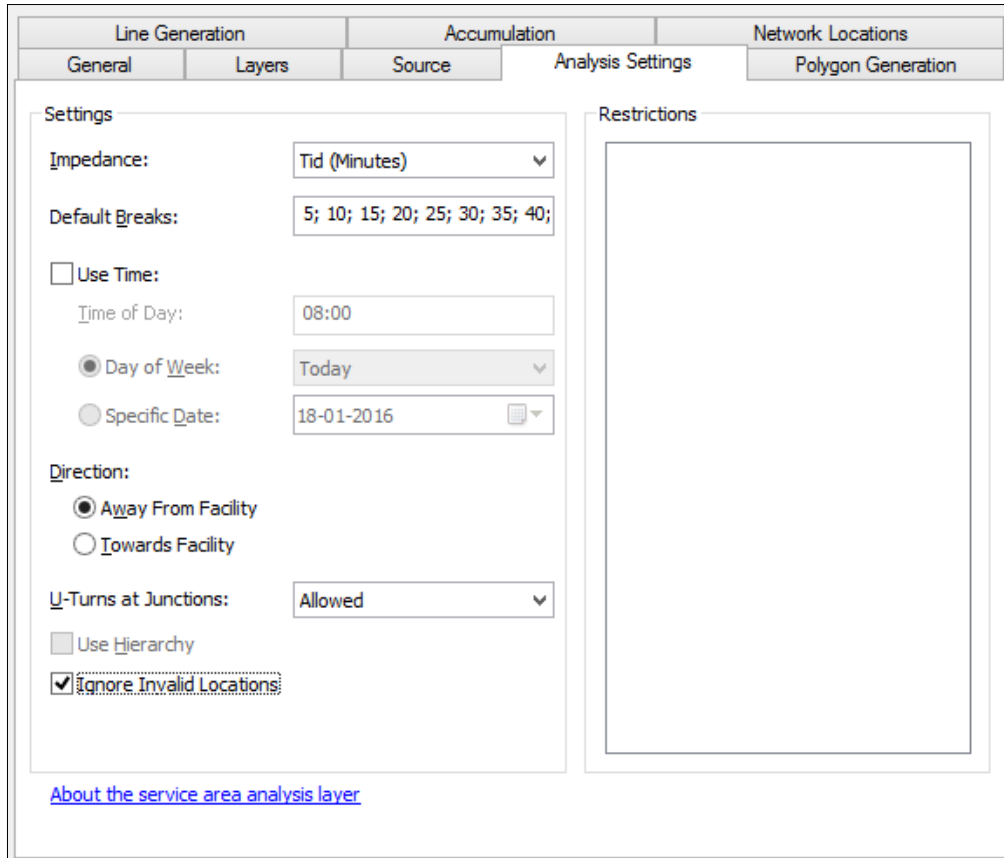 Line Generation Accumulation Network Locations
General Layers Source Analysis Settings Polygon Generation
Settings
Impedance: Tid (Minutes)
Default Breaks: 5; 10; 15; 20; 25; 30; 35; 40;
Use Time:
Time of Day: 08:00
Day of Week: Today
Specific Date: 18-01-2016
Direction:
Away From Facility
Towards Facility
U-Turns at Junctions: Allowed
Use Hierarchy
Ignore Invalid Locations
Restrictions
About the service area analysis layer